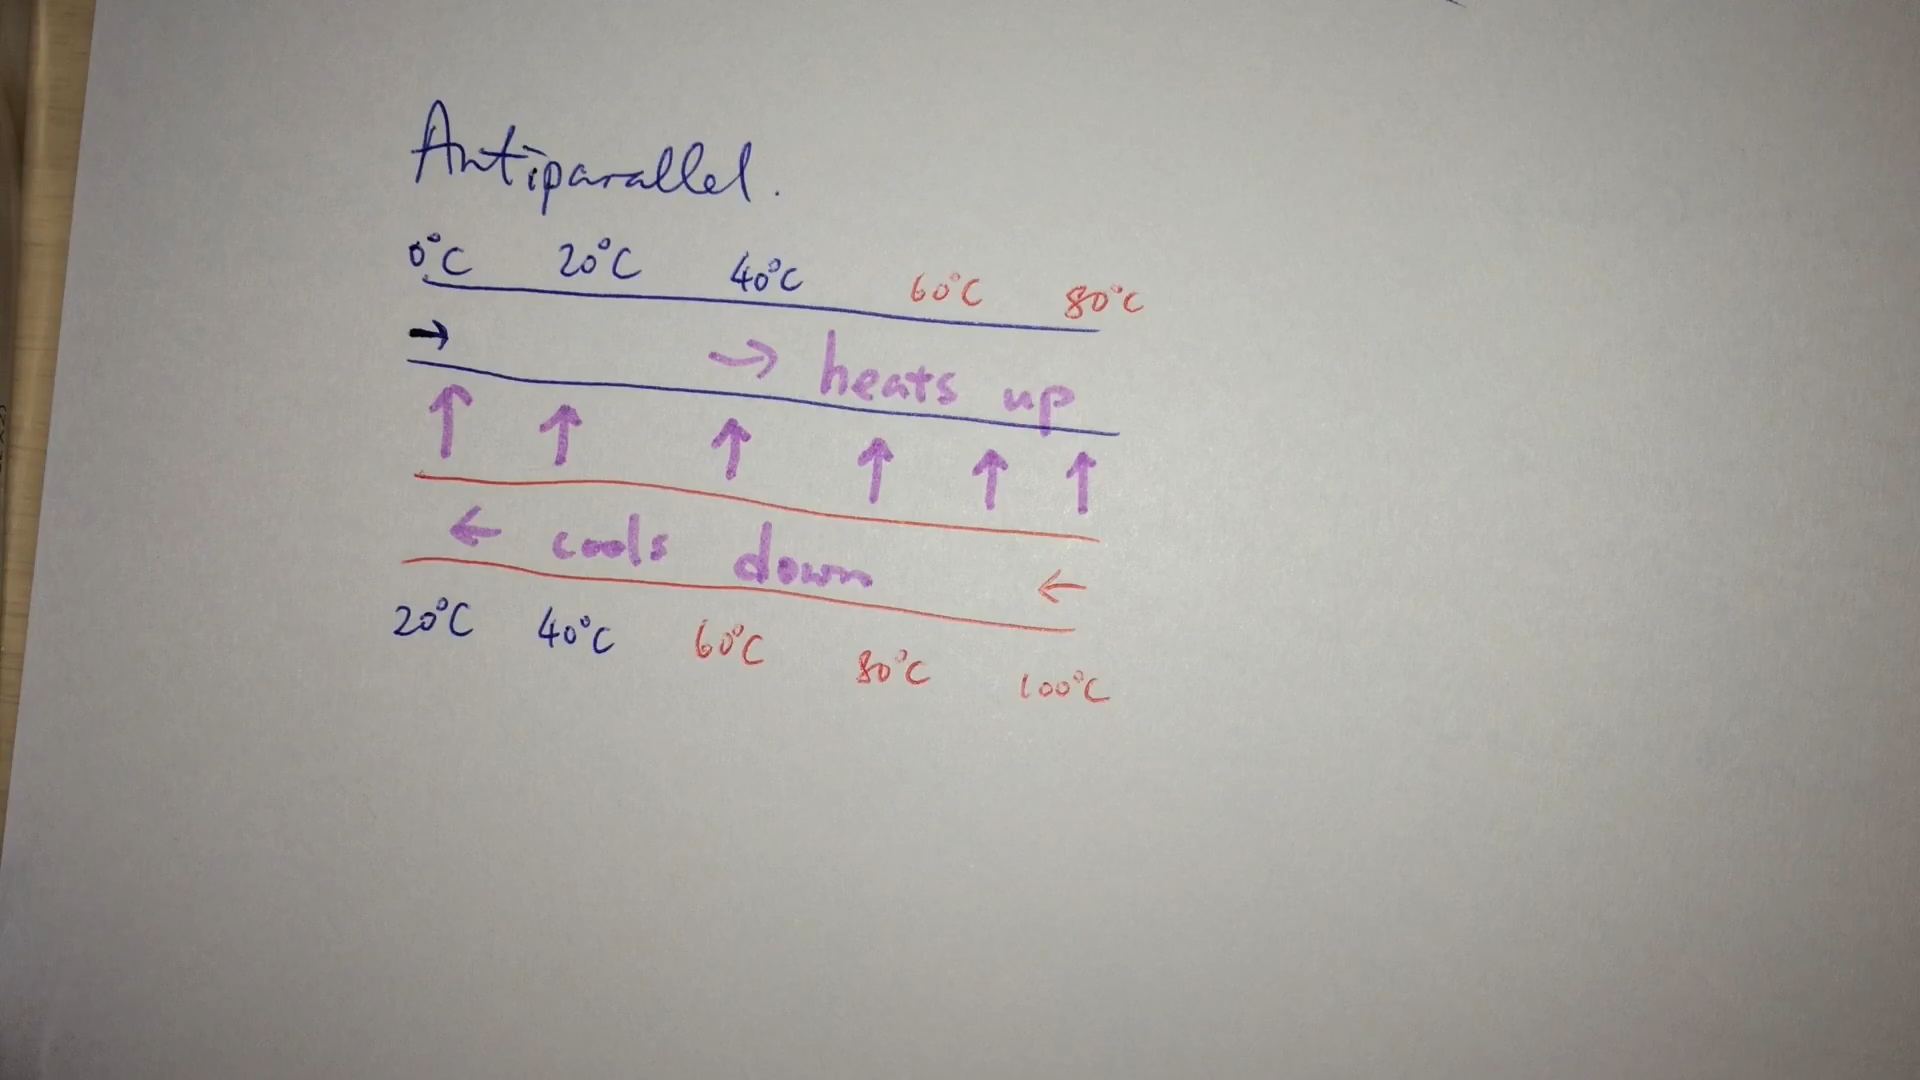 Antiparallel.
0°C 20°C 40°C 60°C 80°C
→
→ heats up
↑ ↑ ↑ ↑ ↑ ↑
← cools down ←
20°C 40°C 60°C 80°C 100°C